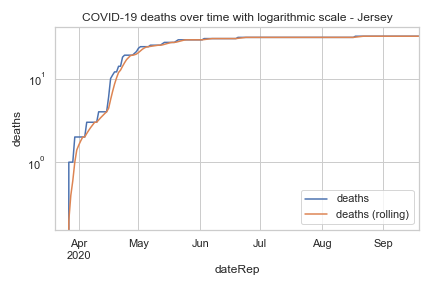 COVID-19 deaths over time with logarithmic scale - Jersey
deaths
10¹
10⁰
deaths
deaths (rolling)
Apr
2020
May
Jun
Jul
Aug
Sep
dateRep